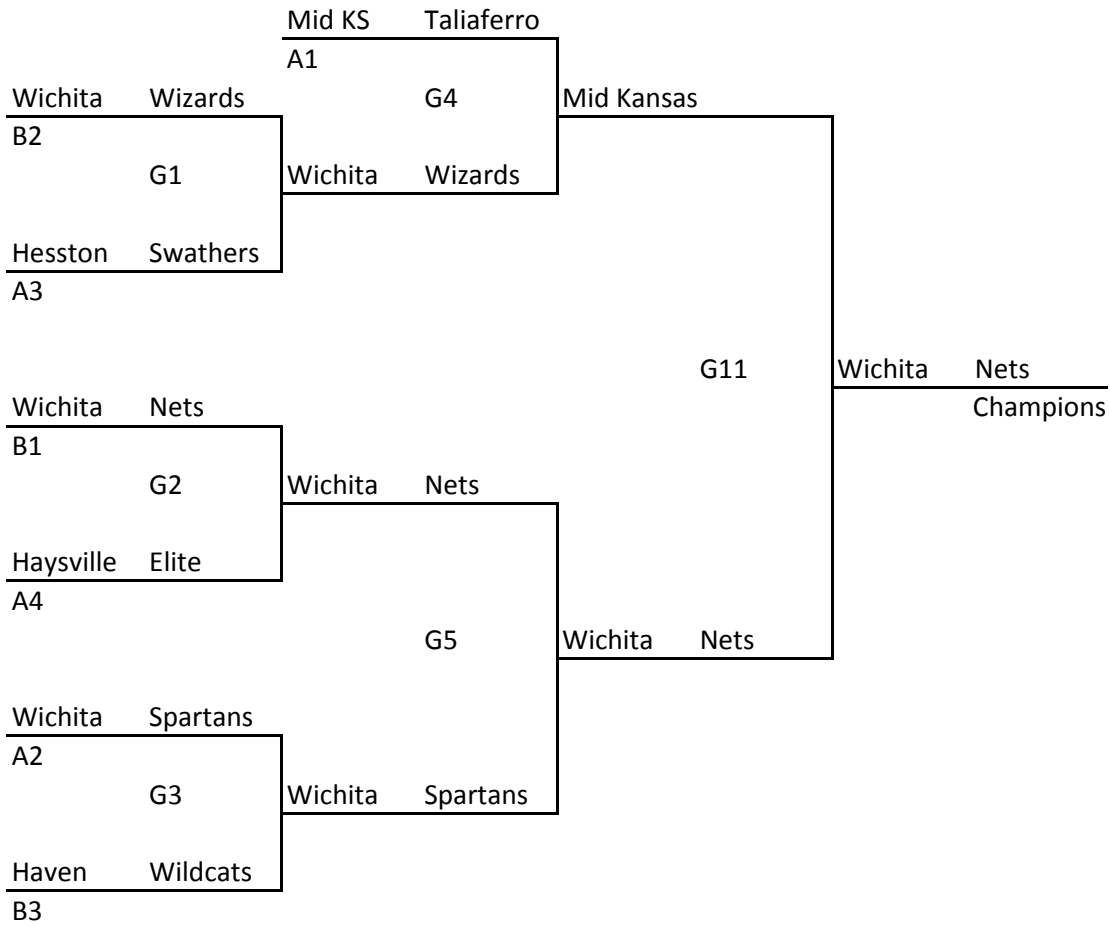 Mid KS Taliaferro
A1
Wichita Wizards G4 Mid Kansas
B2
G1 Wichita Wizards
Hesston Swathers
A3
G11 Wichita Nets
Wichita Nets Champions
B1
G2 Wichita Nets
Haysville Elite
A4
G5 Wichita Nets
Wichita Spartans
A2
G3 Wichita Spartans
Haven Wildcats
B3